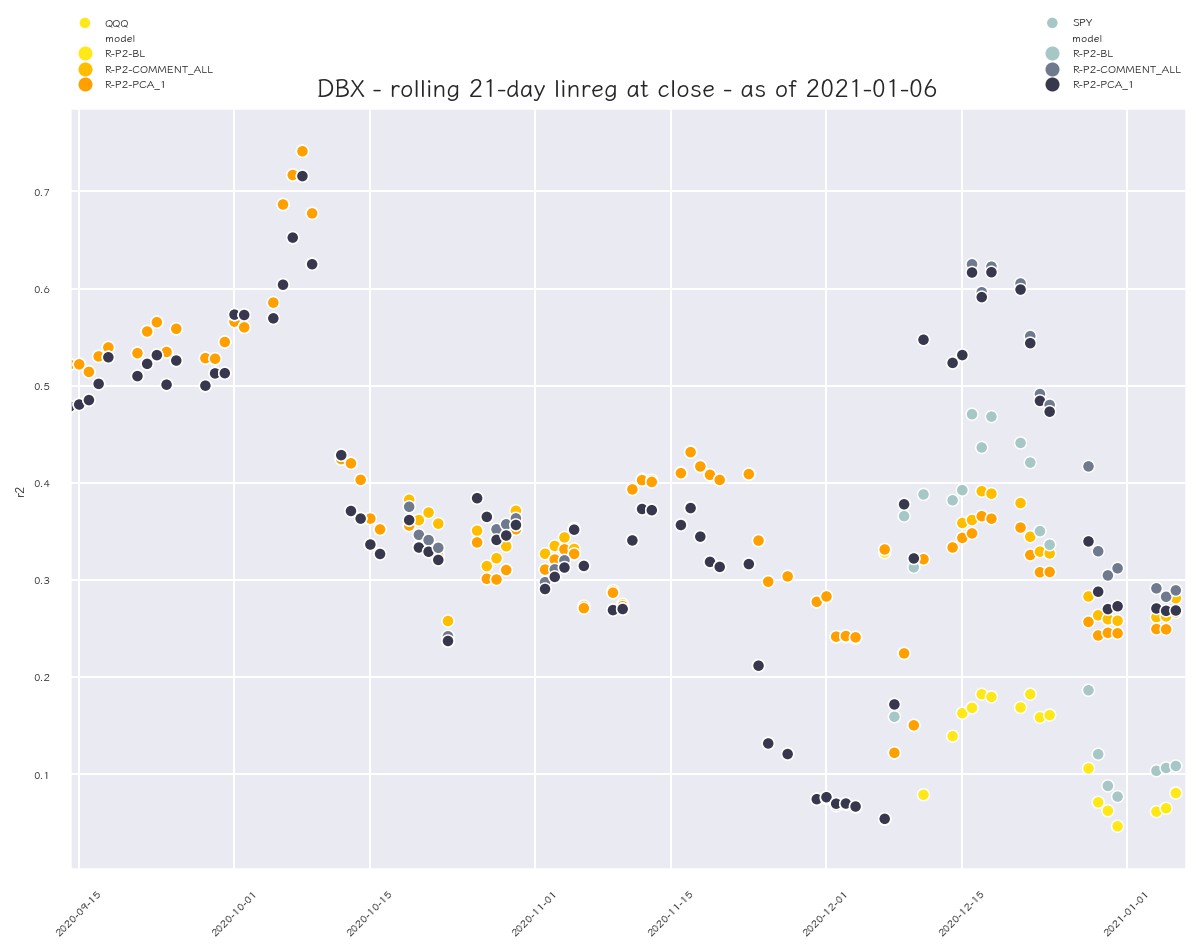 QQQ
model
R-P2-BL
R-P2-COMMENT_ALL
R-P2-PCA_1
SPY
model
R-P2-BL
R-P2-COMMENT_ALL
R-P2-PCA_1
DBX - rolling 21-day linreg at close - as of 2021-01-06
r2
0.7
0.6
0.5
0.4
0.3
0.2
0.1
2020-09-15
2020-10-01
2020-10-15
2020-11-01
2020-11-15
2020-12-01
2020-12-15
2021-01-01